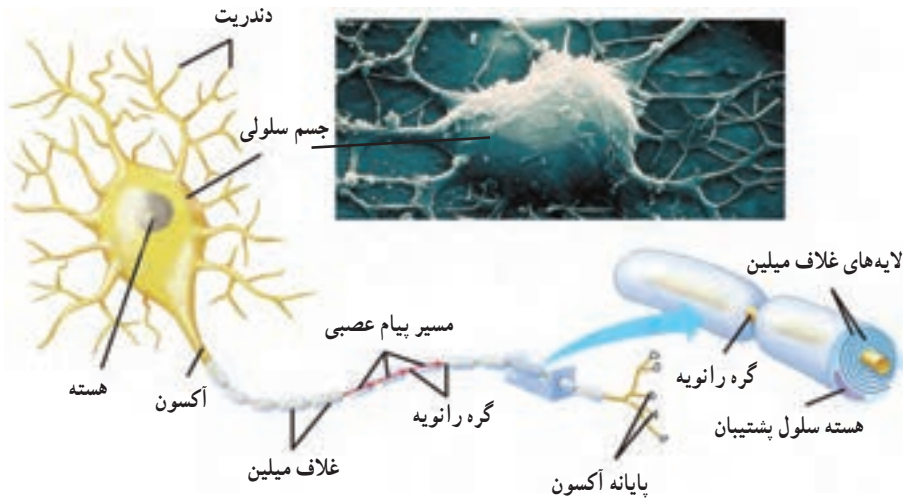 دندریت
جسم سلولی
لایه‌های غلاف میلین
مسیر پیام عصبی
گره رانویه
هسته
آکسون
گره رانویه
هسته سلول پشتیبان
غلاف میلین
پایانه آکسون